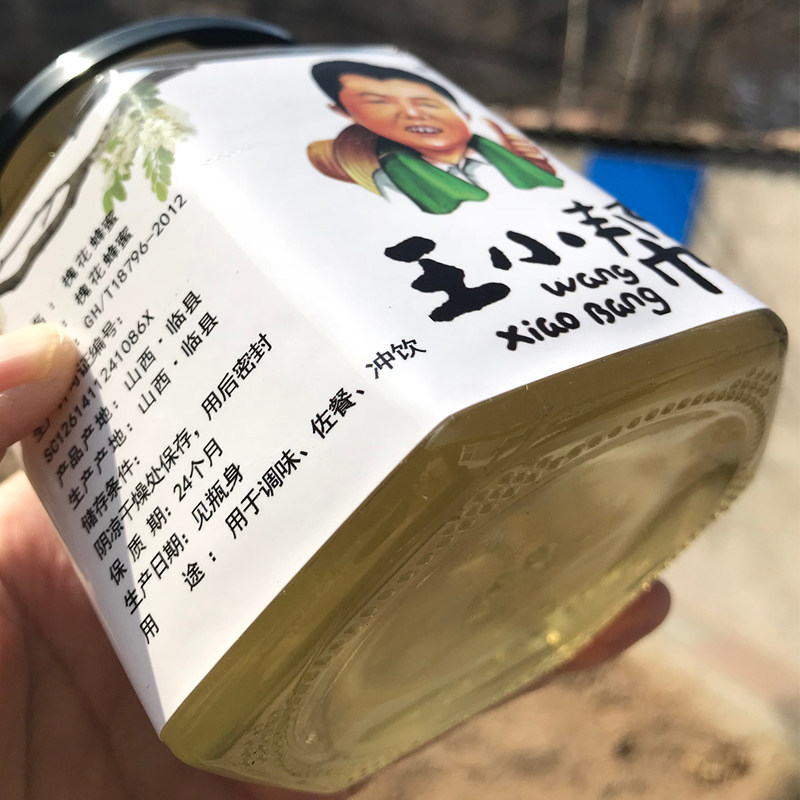 槐花蜂蜜
槐花蜂蜜
GH/T18796-2012
证编号:
SC12614112241086X
产品产地: 山西·临县
生产产地: 山西·临县
储存条件:
阴凉干燥处保存，用后密封
保 质 期: 24个月
生产日期: 见瓶身
用 途: 用于调味、佐餐、冲饮
王小帮
Wang
Xiao Bang